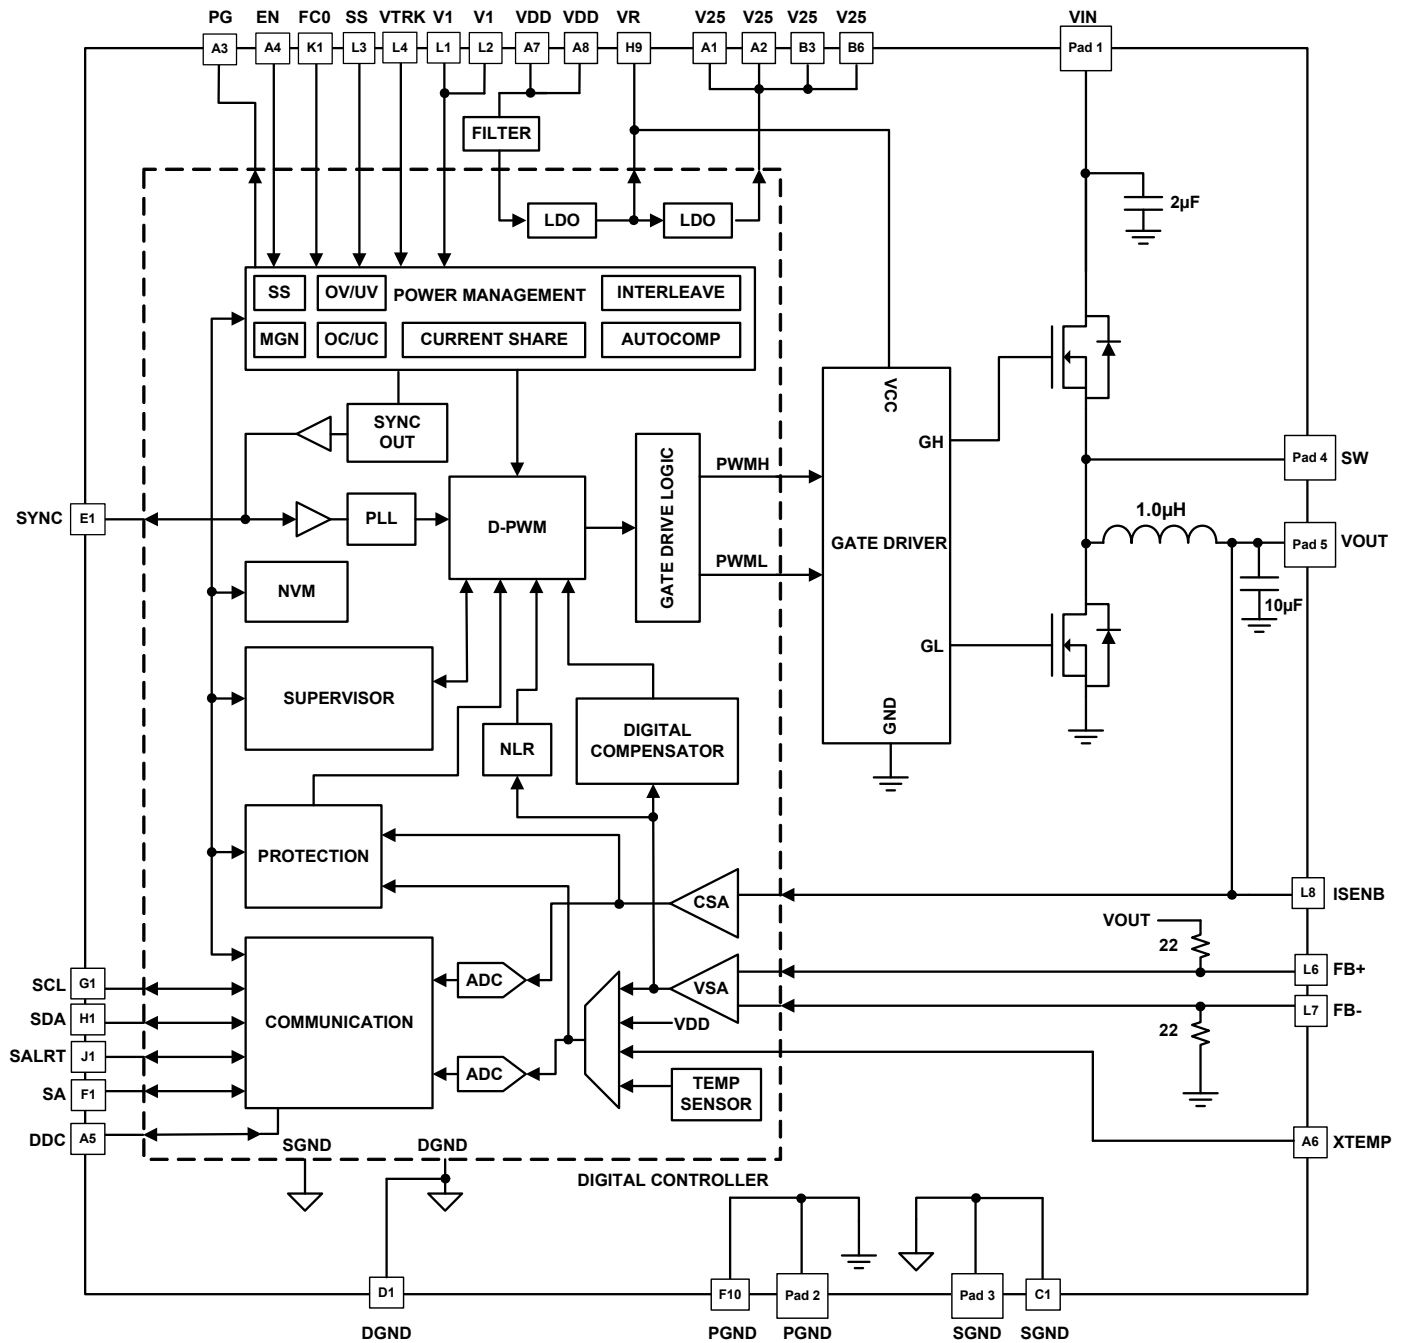 PG EN FC0 SS VTRK V1 V1 VDD VDD VR V25 V25 V25 V25 VIN
A3 A4 K1 L3 L4 L1 L2 A7 A8 H9 A1 A2 B3 B6 Pad 1
FILTER
LDO LDO
2µF
SS OV/UV POWER MANAGEMENT INTERLEAVE
MGN OC/UC CURRENT SHARE AUTOCOMP
VCC
SYNC
OUT
GH
GATE DRIVE LOGIC
PWMH
Pad 4 SW
SYNC E1
PLL
D-PWM
1.0µH
GATE DRIVER
Pad 5 VOUT
PWML
NVM
10µF
GL
SUPERVISOR
GND
NLR
DIGITAL
COMPENSATOR
PROTECTION
CSA
L8 ISENB
VOUT
22
SCL G1
ADC
VSA
L6 FB+
L7 FB-
SDA H1
COMMUNICATION
VDD
22
SALRT J1
ADC
SA F1
TEMP
SENSOR
DDC A5
SGND DGND
A6 XTEMP
DIGITAL CONTROLLER
D1 F10 Pad 2 Pad 3 C1
DGND PGND PGND SGND SGND